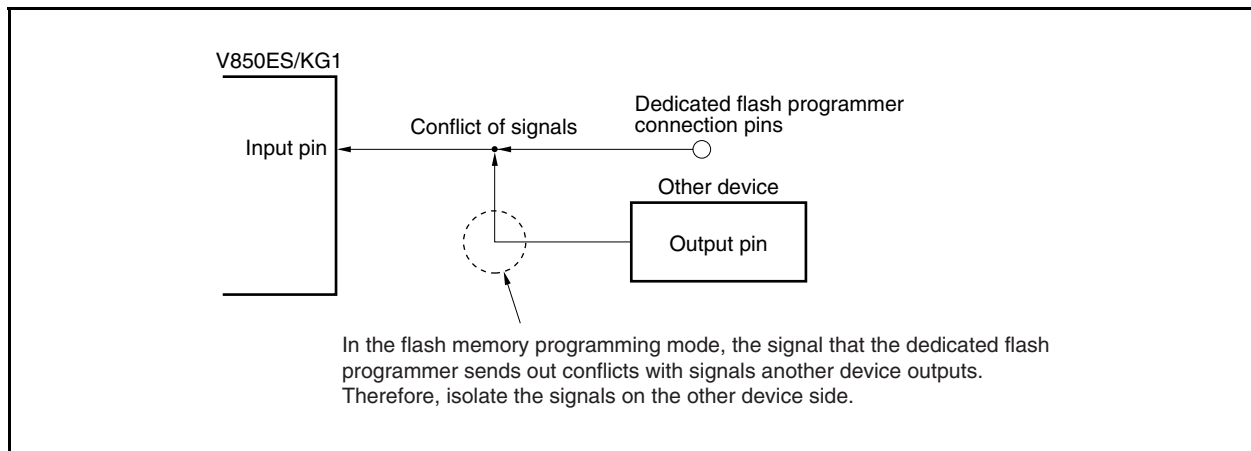 V850ES/KG1
Dedicated flash programmer
connection pins
Conflict of signals
Input pin
Other device
Output pin
In the flash memory programming mode, the signal that the dedicated flash
programmer sends out conflicts with signals another device outputs.
Therefore, isolate the signals on the other device side.